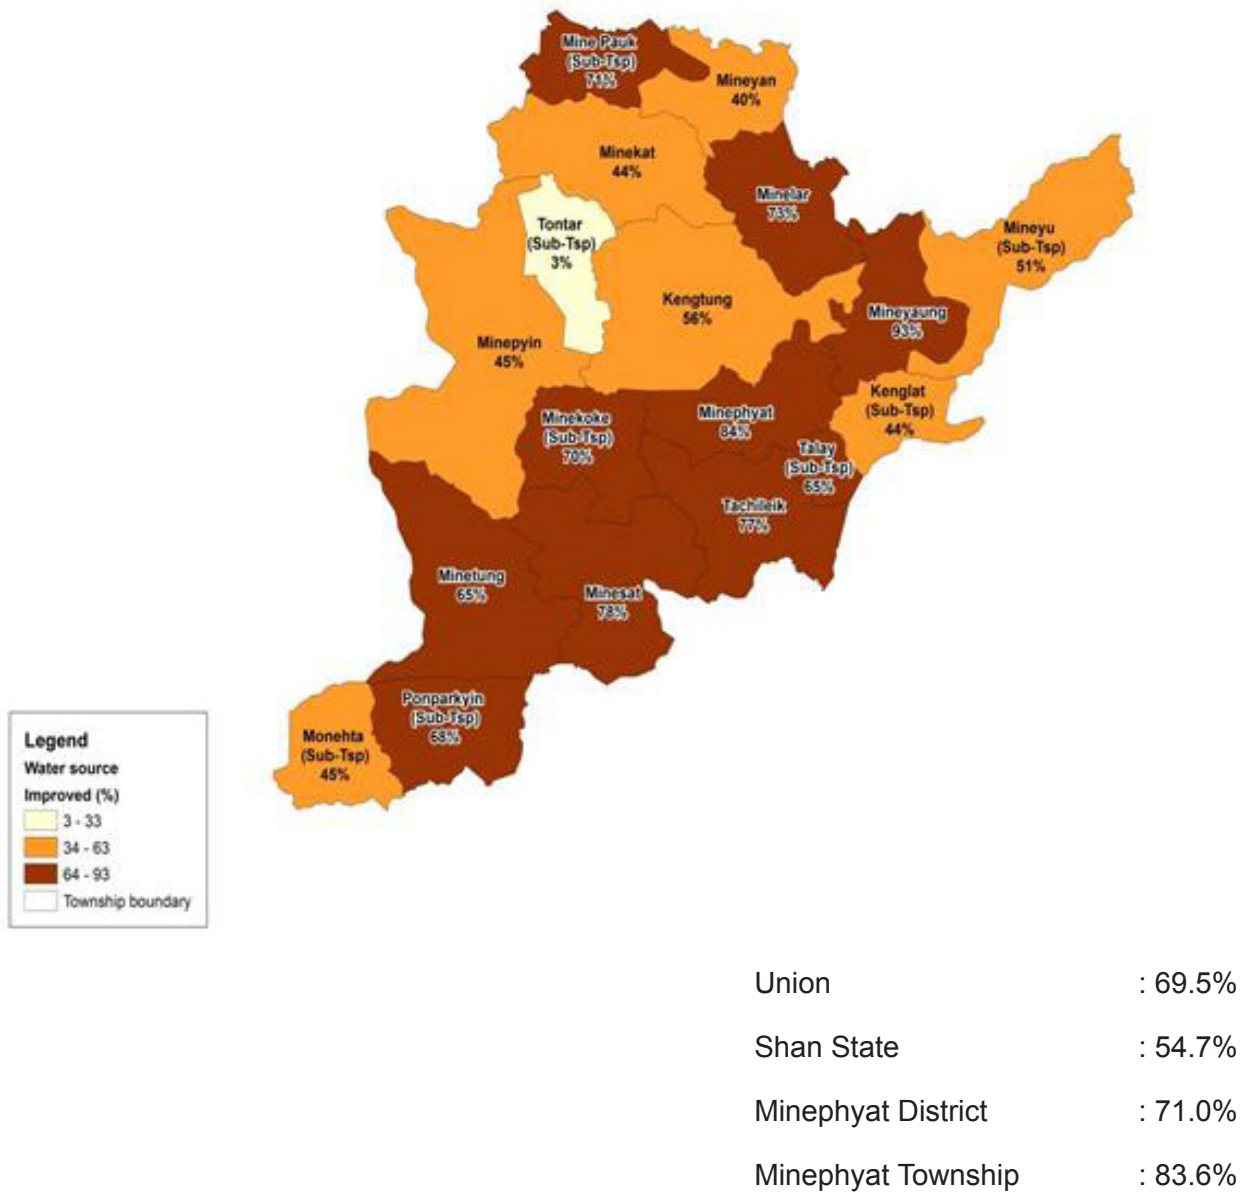 Mine Pauk
(Sub-Tsp)
71%
Mineyan
40%
Minekat
44%
Minelar
73%
Tontar
(Sub-Tsp)
3%
Mineyu
(Sub-Tsp)
51%
Kengtung
56%
Mineyaung
93%
Minepyin
45%
Kenglat
(Sub-Tsp)
44%
Minekoke
(Sub-Tsp)
70%
Minephyat
84%
Talay
(Sub-Tsp)
65%
Tachileik
77%
Minetung
65%
Minesat
78%
Ponparkyin
(Sub-Tsp)
68%
Monehta
(Sub-Tsp)
45%
Legend
Water source
Improved (%)
3 - 33
34 - 63
64 - 93
Township boundary
Union : 69.5%
Shan State : 54.7%
Minephyat District : 71.0%
Minephyat Township : 83.6%